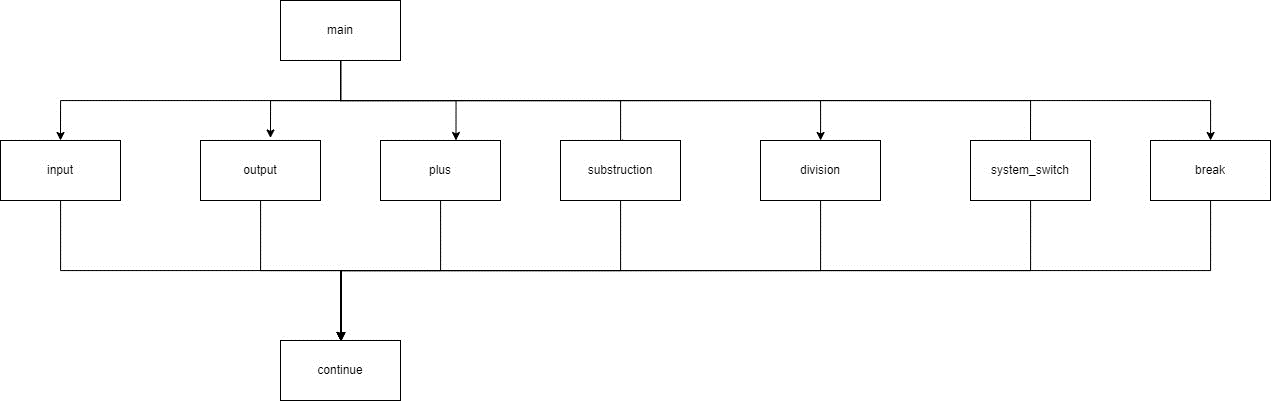 main
input
output
plus
substruction
division
system_switch
break
continue